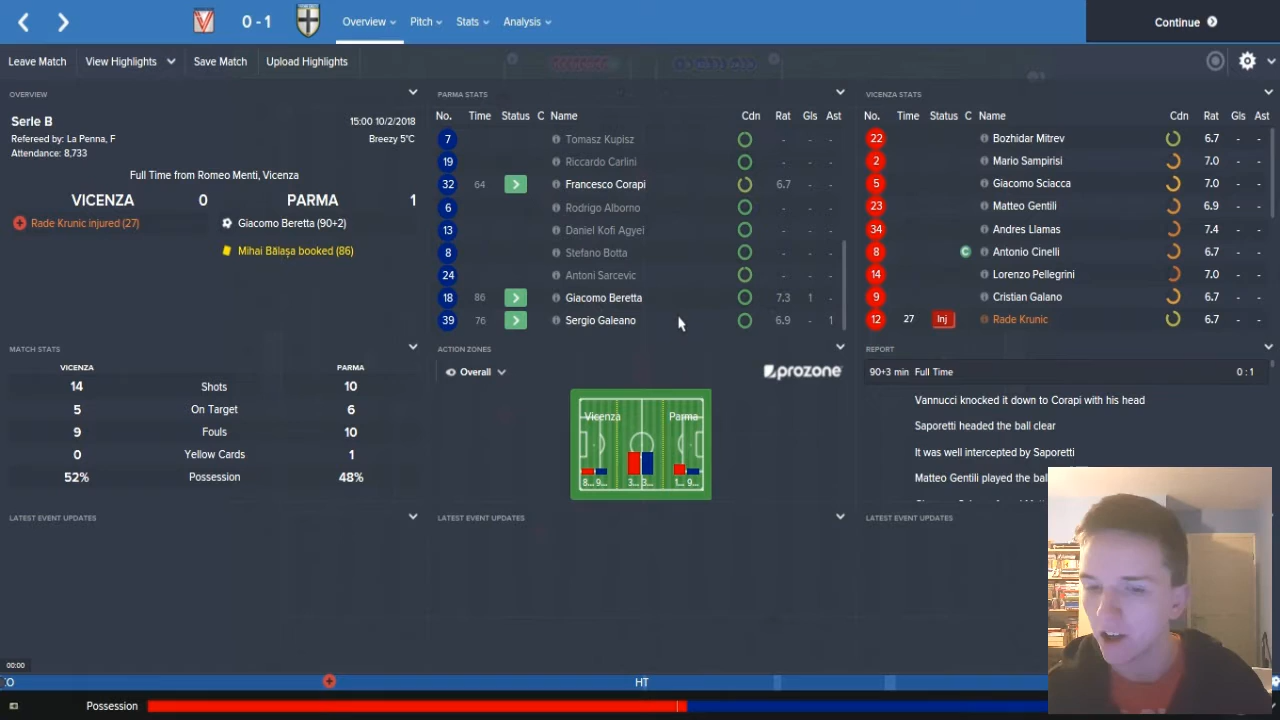 0 - 1
Overview
Pitch
Stats
Analysis
Continue
Leave Match
View Highlights
Save Match
Upload Highlights
OVERVIEW
Serie B
15:00 10/2/2018
Refereed by: La Penna, F
Breezy 5°C
Attendance: 8,733
Full Time from Romeo Menti, Vicenza
VICENZA 0 PARMA 1
Rade Krunic injured (27)
Giacomo Beretta (90+2)
Mihai Bălașa booked (86)
PARMA STATS
No. Time Status C Name Cdn Rat Gls Ast
7 Tomasz Kupisz - - -
19 Riccardo Carlini - - -
32 64 Francesco Corapi 6.7 - -
6 Rodrigo Alborno - - -
13 Daniel Kofi Agyei - - -
8 Stefano Botta - - -
24 Antoni Sarcevic - - -
18 86 Giacomo Beretta 7.3 1 -
39 76 Sergio Galeano 6.9 - 1
VICENZA STATS
No. Time Status C Name Cdn Rat Gls Ast
22 Bozhidar Mitrev 6.7 - -
2 Mario Sampirisi 7.0 - -
5 Giacomo Sciacca 7.0 - -
23 Matteo Gentili 6.9 - -
34 Andres Llamas 7.4 - -
8 C Antonio Cinelli 6.7 - -
14 Lorenzo Pellegrini 7.0 - -
9 Cristian Galano 6.7 - -
12 27 Inj Rade Krunic 6.7 - -
MATCH STATS
VICENZA PARMA
14 Shots 10
5 On Target 6
9 Fouls 10
0 Yellow Cards 1
52% Possession 48%
ACTION ZONES
Overall
prozone
Vicenza Parma
8... 9... 3... 3... 1... 9...
REPORT
90+3 min Full Time 0 : 1
Vannucci knocked it down to Corapi with his head
Saporetti headed the ball clear
It was well intercepted by Saporetti
Matteo Gentili played the bal
LATEST EVENT UPDATES
LATEST EVENT UPDATES
LATEST EVENT UPDATES
00:00
HT
Possession